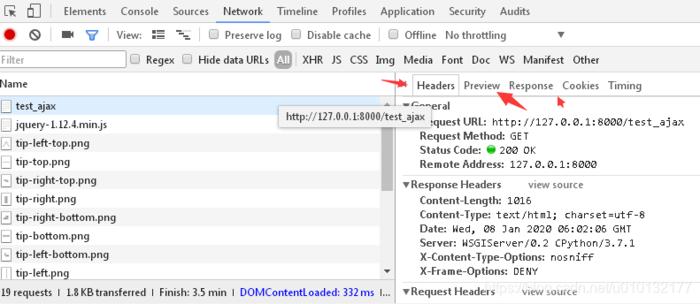 Elements Console Sources Network Timeline Profiles Application Security Audits
View: Preserve log Disable cache Offline No throttling
Filter Regex Hide data URLs All XHR JS CSS Img Media Font Doc WS Manifest Other
Name
test_ajax
jquery-1.12.4.min.js
tip-left-top.png
tip-top.png
tip-right-top.png
tip-right.png
tip-right-bottom.png
tip-bottom.png
tip-left-bottom.png
tip-left.png
19 requests | 1.8 KB transferred | Finish: 3.5 min | DOMContentLoaded: 332 ms |...
http://127.0.0.1:8000/test_ajax
Headers Preview Response Cookies Timing
General
Request URL: http://127.0.0.1:8000/test_ajax
Request Method: GET
Status Code: 200 OK
Remote Address: 127.0.0.1:8000
Response Headers view source
Content-Length: 1016
Content-Type: text/html; charset=utf-8
Date: Wed, 08 Jan 2020 06:02:06 GMT
Server: WSGIServer/0.2 CPython/3.7.1
X-Content-Type-Options: nosniff
X-Frame-Options: DENY
Request Headers view source